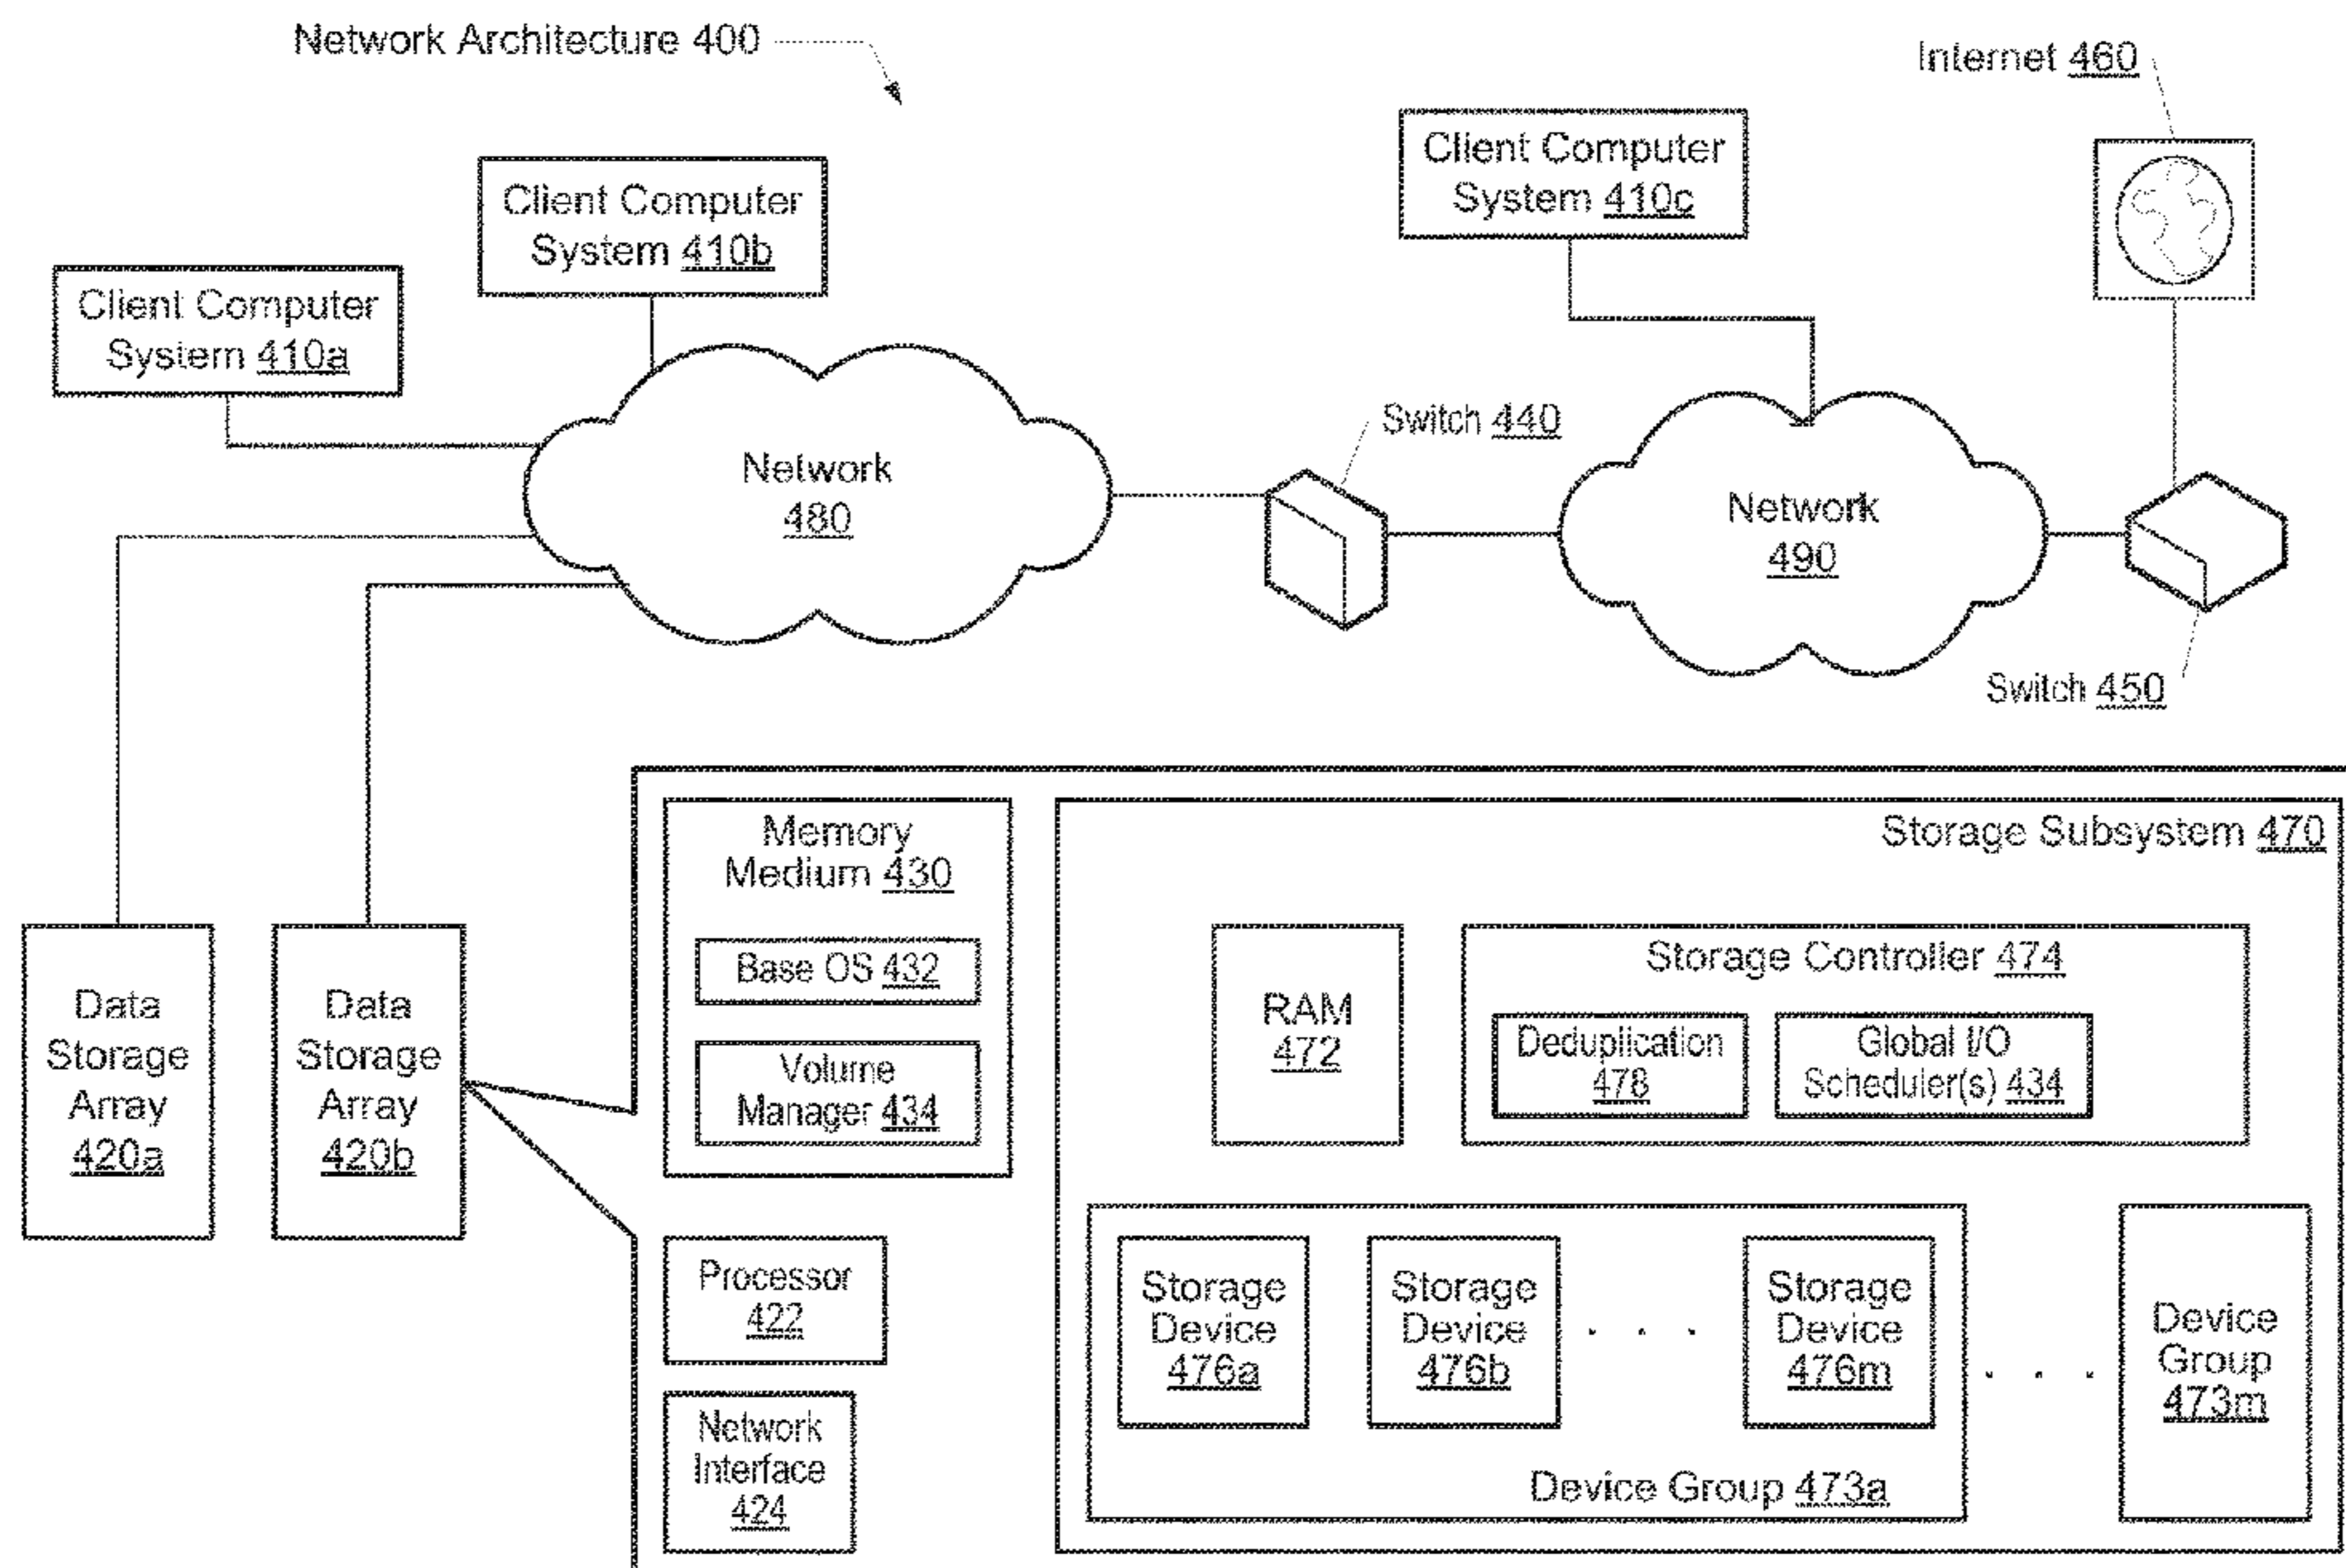 Network Architecture 400
Internet 460
Client Computer
System 410c
Client Computer
System 410b
Client Computer
System 410a
Switch 440
Network
480
Network
490
Switch 450
Memory
Medium 430
Base OS 432
Volume
Manager 434
Storage Subsystem 470
RAM
472
Storage Controller 474
Deduplication
478
Global I/O
Scheduler(s) 434
Data
Storage
Array
420a
Data
Storage
Array
420b
Processor
422
Network
Interface
424
Storage
Device
476a
Storage
Device
476b
. . .
Storage
Device
476m
Device Group 473a
. . .
Device
Group
473m